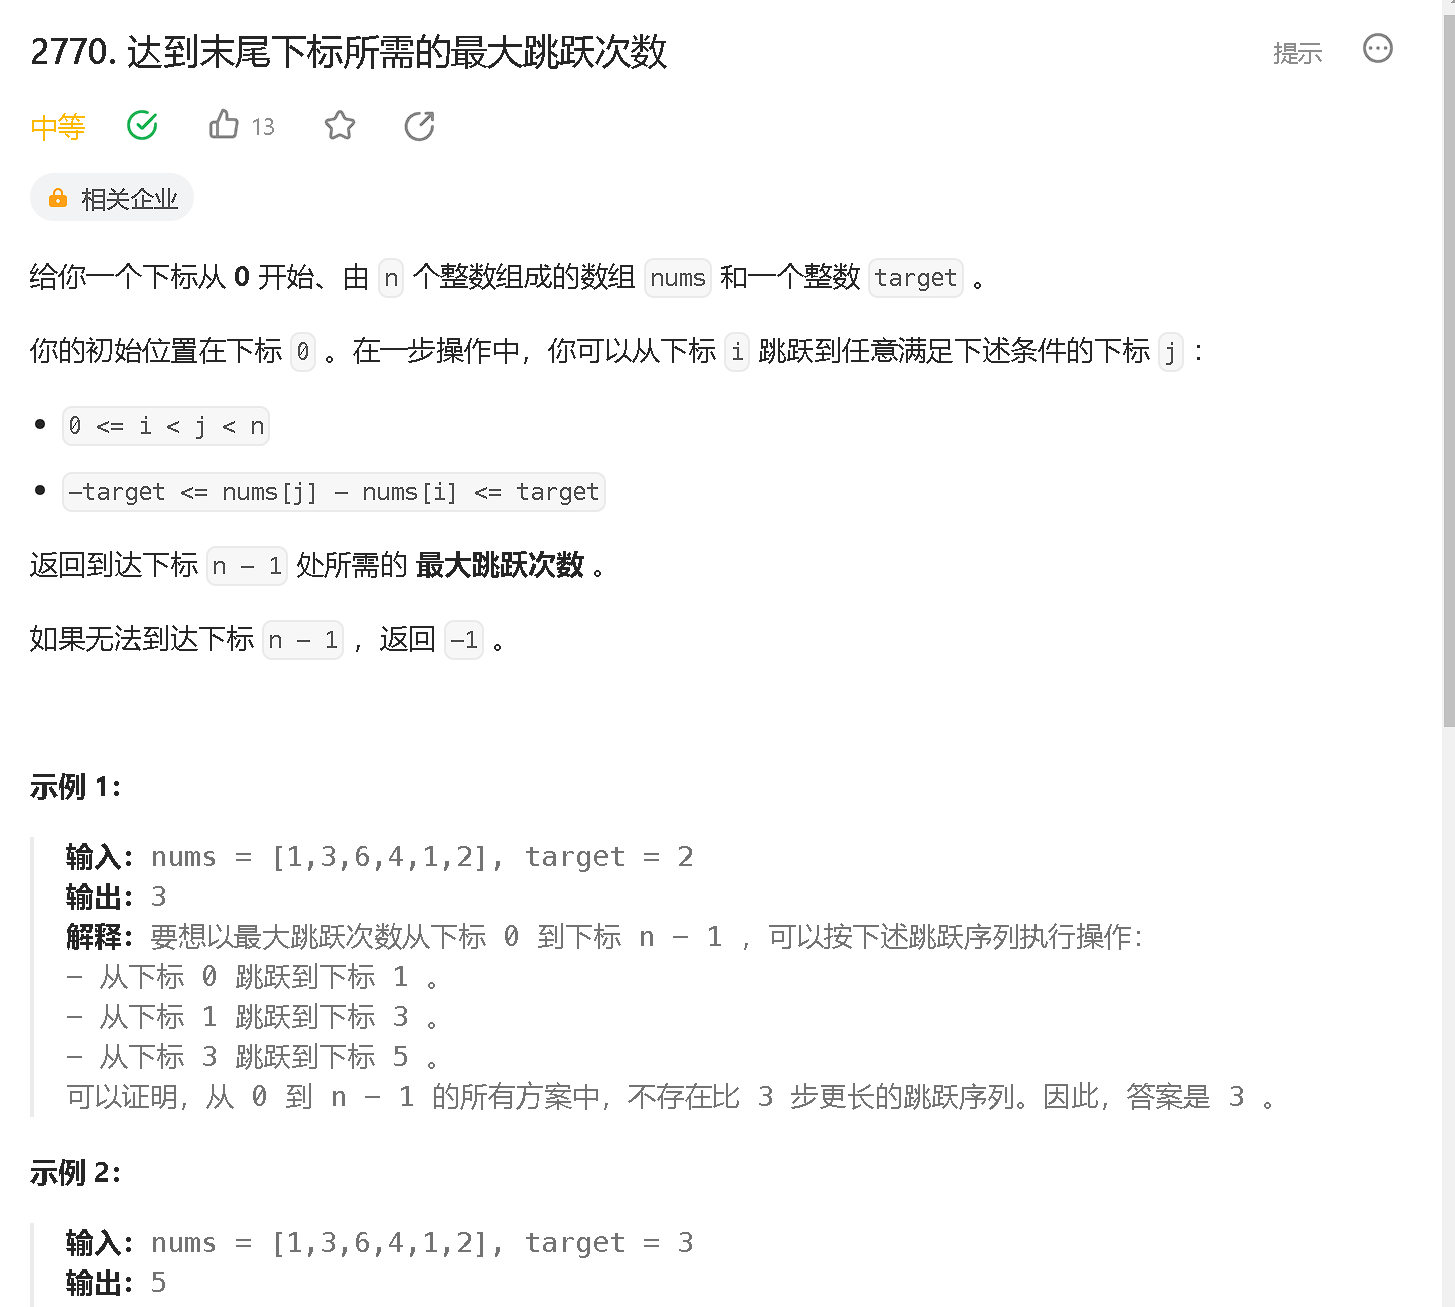 2770. 达到末尾下标所需的最大跳跃次数
提示
中等
13
相关企业
给你一个下标从 0 开始、由 n 个整数组成的数组 nums 和一个整数 target 。
你的初始位置在下标 0 。在一步操作中，你可以从下标 i 跳跃到任意满足下述条件的下标 j ：
• 0 <= i < j < n
• -target <= nums[j] - nums[i] <= target
返回到达下标 n - 1 处所需的 最大跳跃次数 。
如果无法到达下标 n - 1 ，返回 -1 。
示例 1：
输入：nums = [1,3,6,4,1,2], target = 2
输出：3
解释：要想以最大跳跃次数从下标 0 到下标 n - 1 ，可以按下述跳跃序列执行操作：
- 从下标 0 跳跃到下标 1 。
- 从下标 1 跳跃到下标 3 。
- 从下标 3 跳跃到下标 5 。
可以证明，从 0 到 n - 1 的所有方案中，不存在比 3 步更长的跳跃序列。因此，答案是 3 。
示例 2：
输入：nums = [1,3,6,4,1,2], target = 3
输出：5